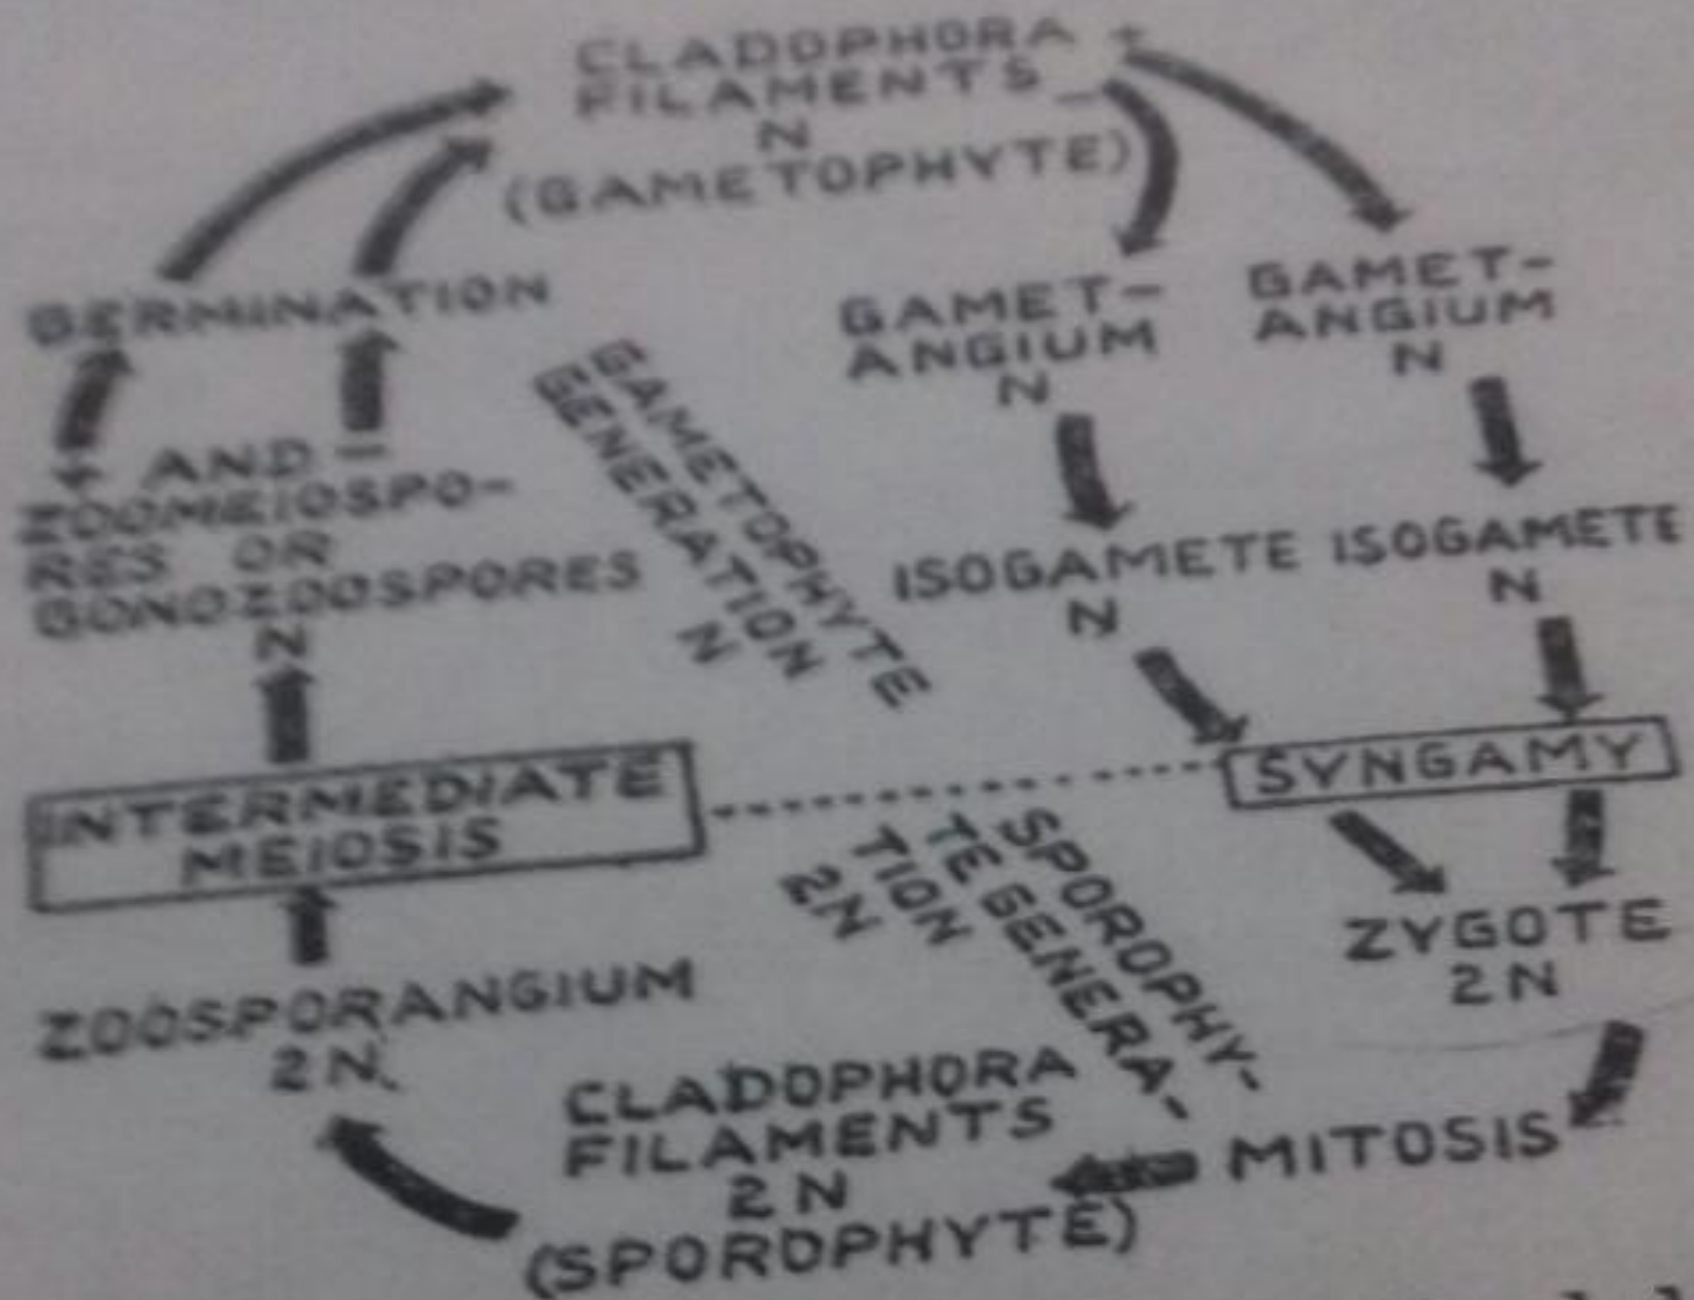 CLADOPHORA +
FILAMENTS -
N
(GAMETOPHYTE)
GERMINATION
GAMET-
ANGIUM
N
GAMET-
ANGIUM
N
+ AND -
ZOOMEIOSPO-
RES OR
GONOZOOSPORES
N
GAMETOPHYTE
GENERATION
N
ISOGAMETE
N
ISOGAMETE
N
INTERMEDIATE
MEIOSIS
SYNGAMY
SPOROPHY-
TE GENERA-
TION
2N
ZYGOTE
2N
ZOOSPORANGIUM
2N
CLADOPHORA
FILAMENTS
2N
(SPOROPHYTE)
MITOSIS